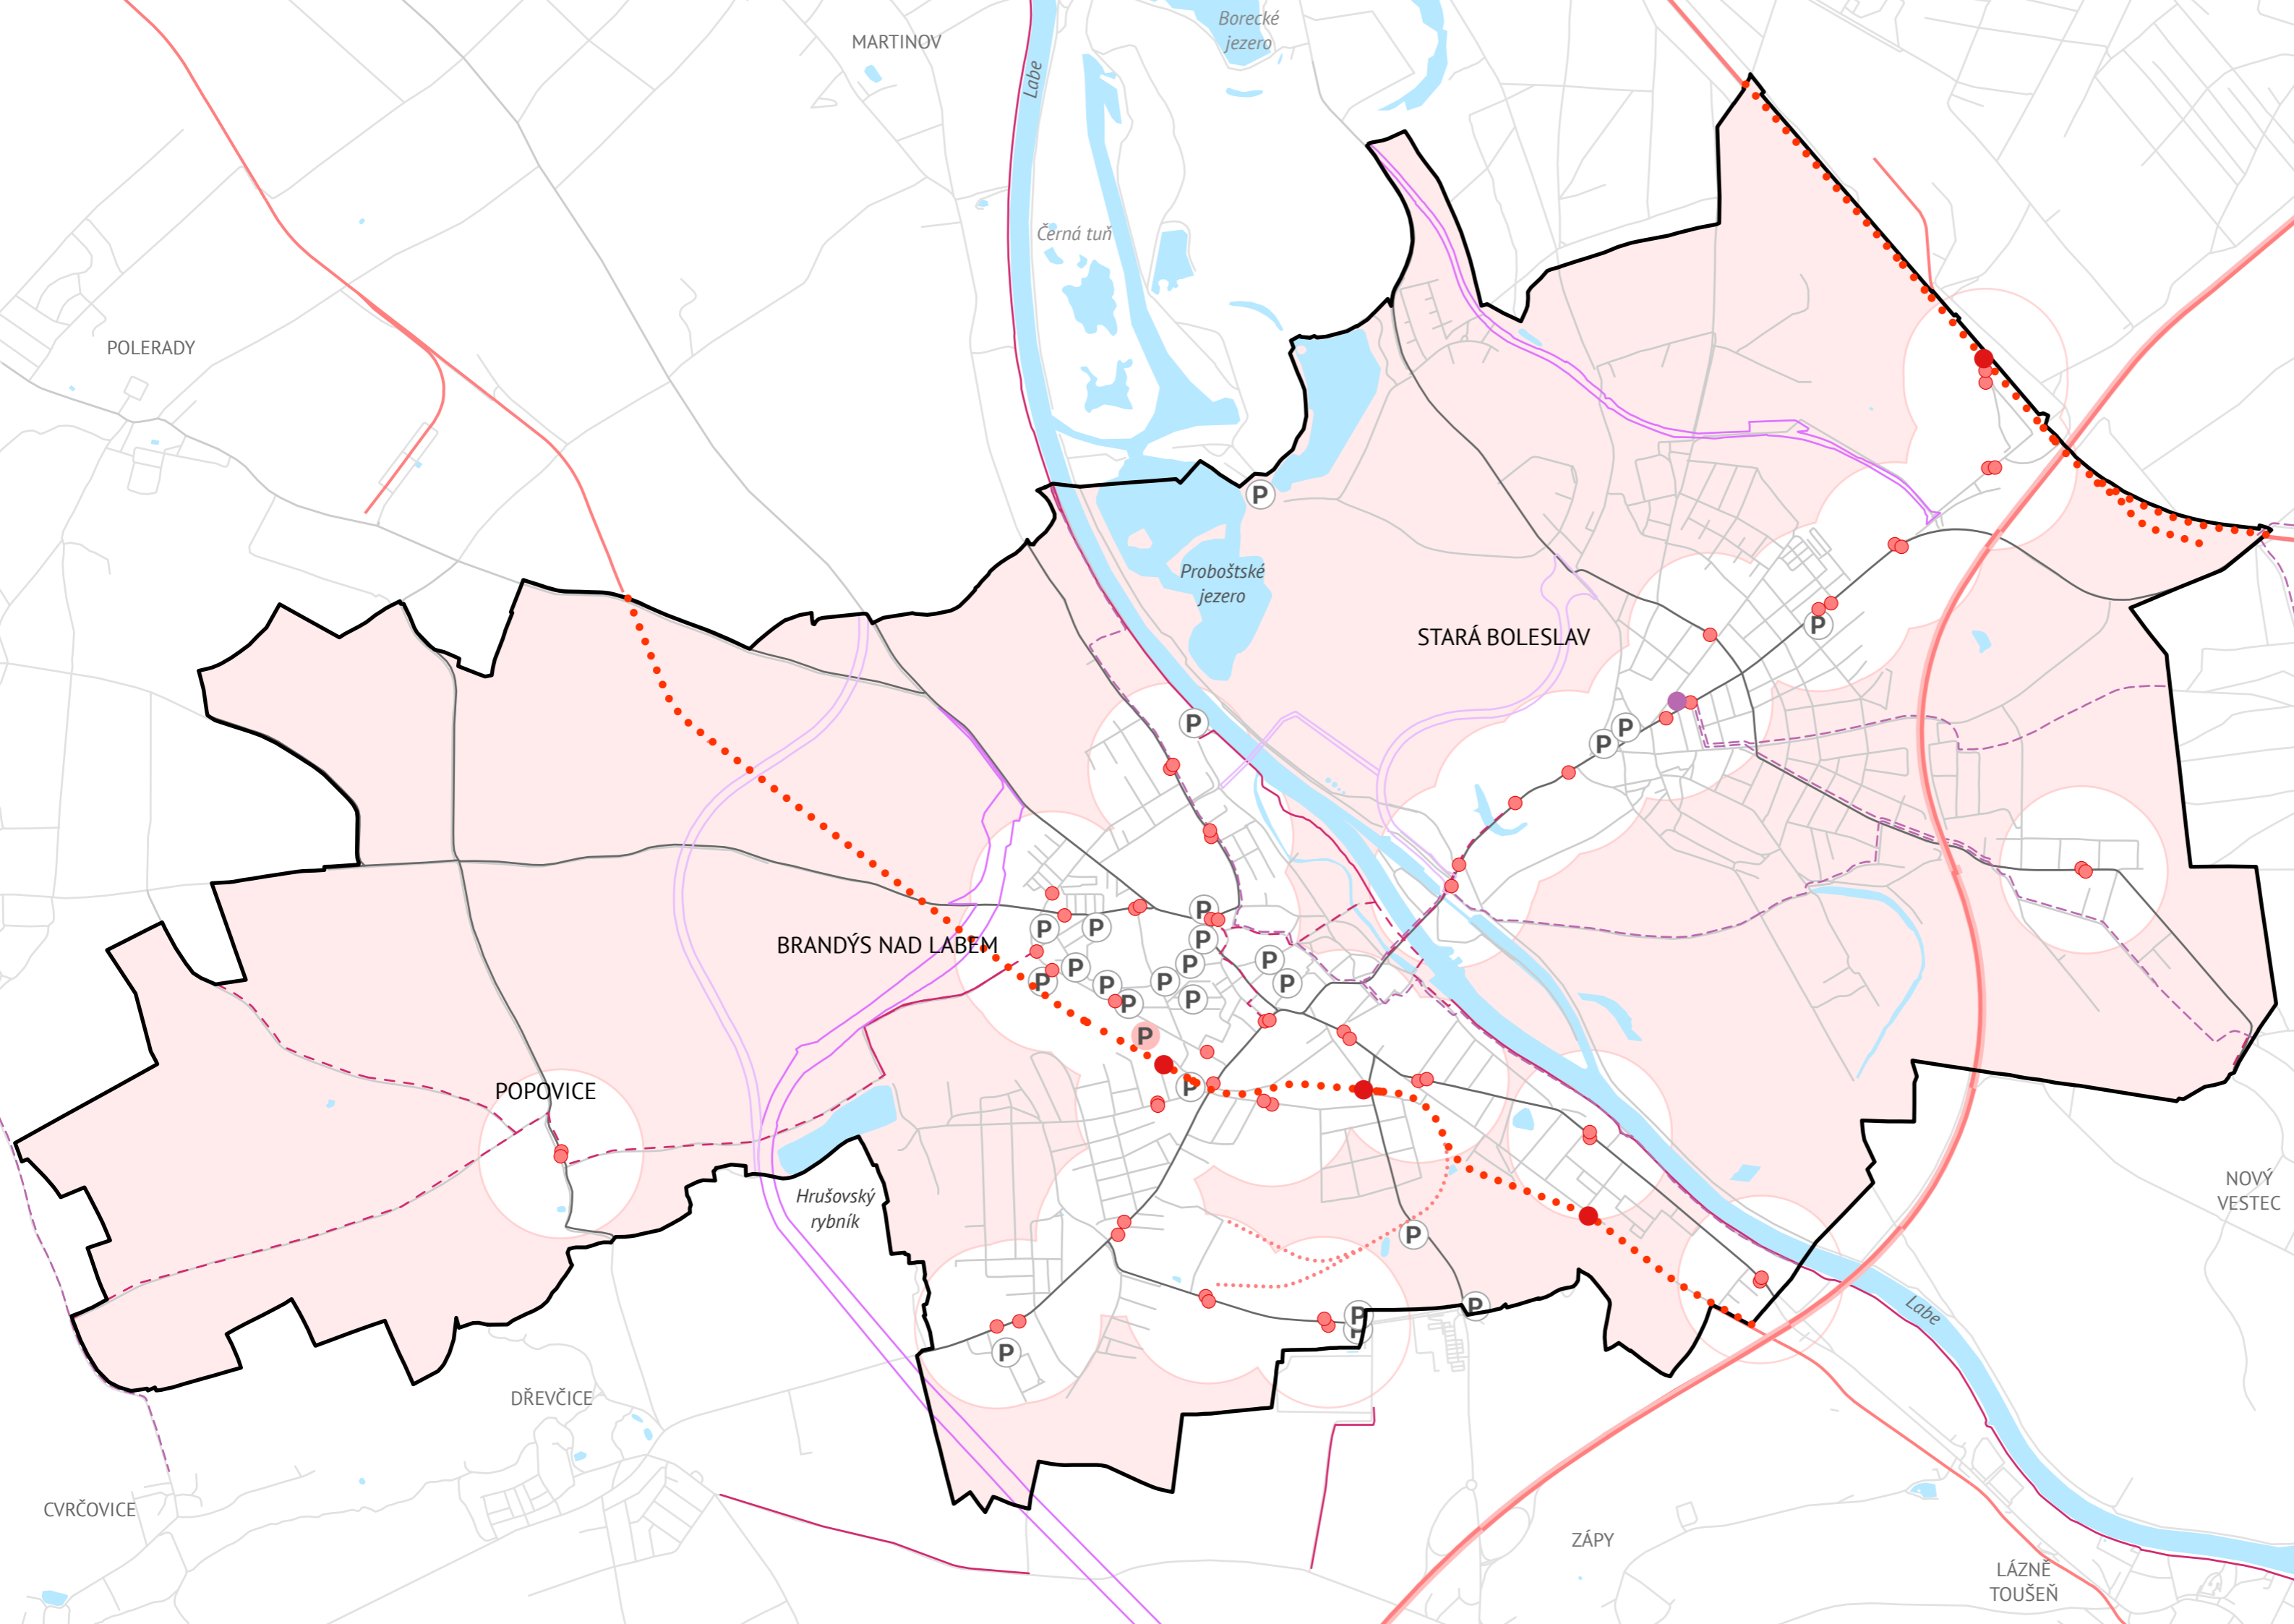 Borecké
jezero
MARTINOV
Labe
Černá tuň
POLERADY
P
Proboštské
jezero
STARÁ BOLESLAV
P
P
P
P
P
P
P
P
BRANDÝS NAD LABEM
P
P
P
P
P
P
P
P
P
P
P
P
P
POPOVICE
Hrušovský
rybník
NOVÝ
VESTEC
P
P
P
P
P
Labe
DŘEVČICE
CVRČOVICE
ZÁPY
LÁZNĚ
TOUŠEŇ